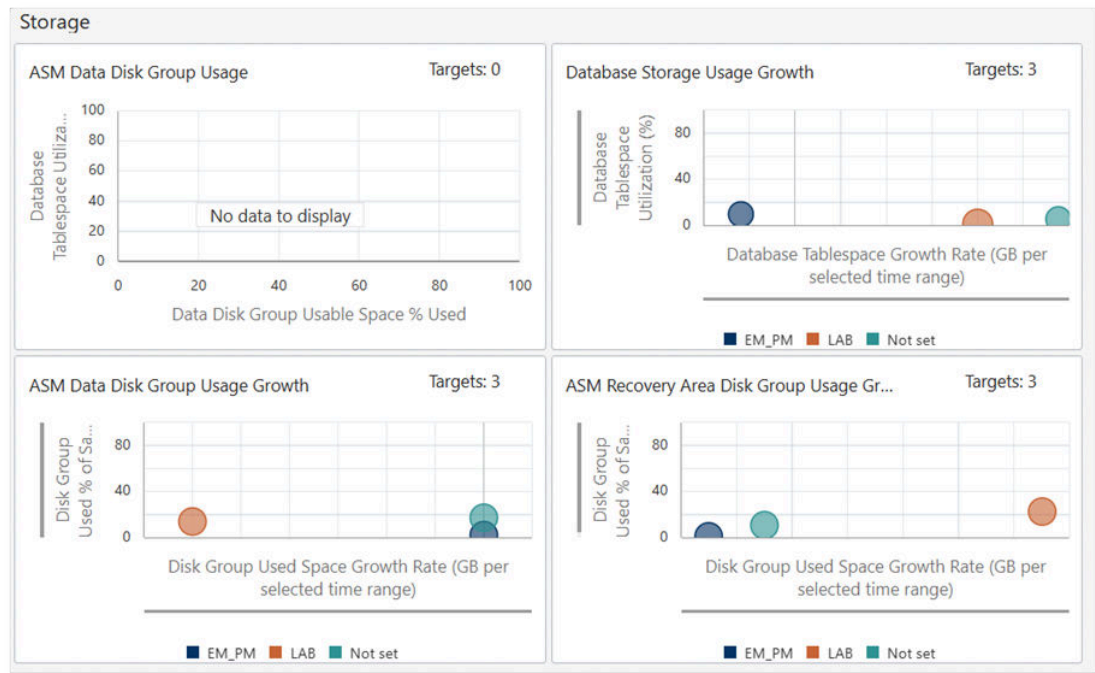 Storage
ASM Data Disk Group Usage
Targets: 0
Database
Tablespace Utiliza...
100
80
60
40
20
0
No data to display
0 20 40 60 80 100
Data Disk Group Usable Space % Used
Database Storage Usage Growth
Targets: 3
Database
Tablespace
Utilization (%)
80
40
0
Database Tablespace Growth Rate (GB per
selected time range)
EM_PM LAB Not set
ASM Data Disk Group Usage Growth
Targets: 3
Disk Group
Used % of Sa...
80
40
0
Disk Group Used Space Growth Rate (GB per
selected time range)
EM_PM LAB Not set
ASM Recovery Area Disk Group Usage Gr...
Targets: 3
Disk Group
Used % of Sa...
80
40
0
Disk Group Used Space Growth Rate (GB per
selected time range)
EM_PM LAB Not set